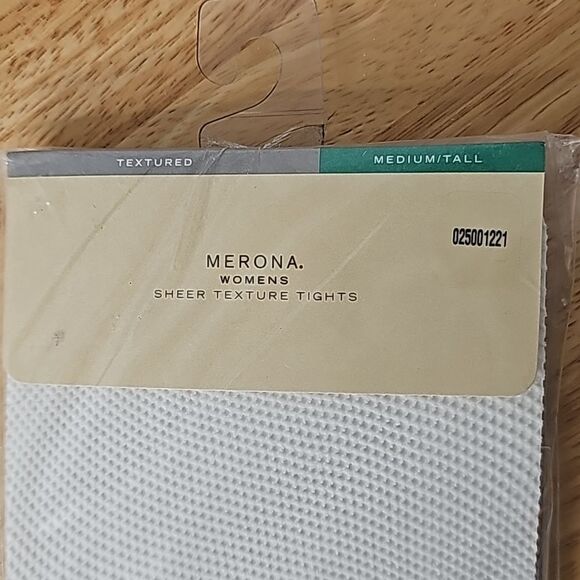 TEXTURED
MEDIUM/TALL
025001221
MERONA.
WOMENS
SHEER TEXTURE TIGHTS